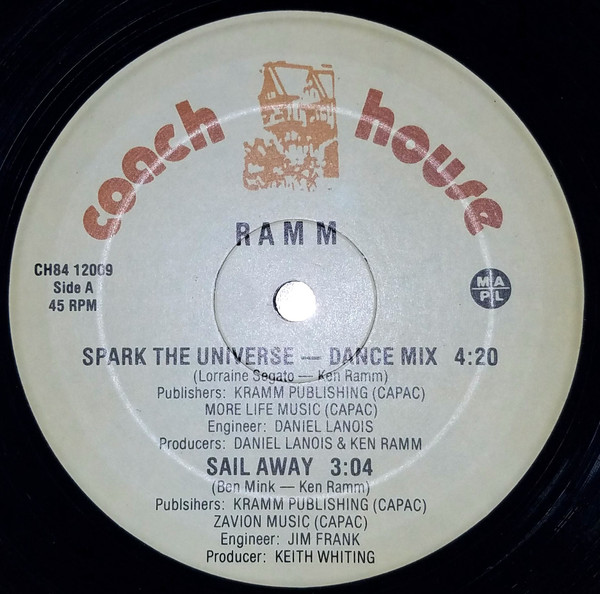 coach house
RAMM
CH84 12009
Side A
45 RPM
M A
P L
SPARK THE UNIVERSE — DANCE MIX 4:20
(Lorraine Segato — Ken Ramm)
Publishers: KRAMM PUBLISHING (CAPAC)
MORE LIFE MUSIC (CAPAC)
Engineer: DANIEL LANOIS
Producers: DANIEL LANOIS & KEN RAMM
SAIL AWAY 3:04
(Ben Mink — Ken Ramm)
Publsihers: KRAMM PUBLISHING (CAPAC)
ZAVION MUSIC (CAPAC)
Engineer: JIM FRANK
Producer: KEITH WHITING